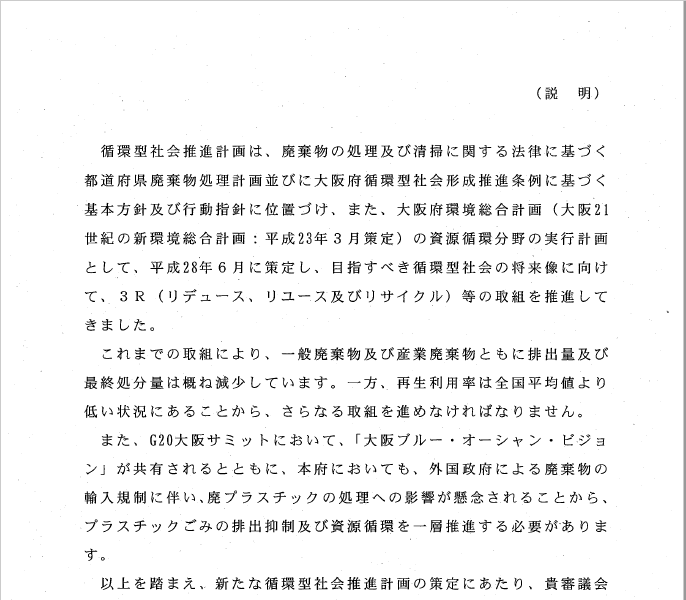 （説　明）
循環型社会推進計画は、廃棄物の処理及び清掃に関する法律に基づく
都道府県廃棄物処理計画並びに大阪府循環型社会形成推進条例に基づく
基本方針及び行動指針に位置づけ、また、大阪府環境総合計画（大阪21
世紀の新環境総合計画：平成23年３月策定）の資源循環分野の実行計画
として、平成28年６月に策定し、目指すべき循環型社会の将来像に向け
て、３Ｒ（リデュース、リユース及びリサイクル）等の取組を推進して
きました。
これまでの取組により、一般廃棄物及び産業廃棄物ともに排出量及び
最終処分量は概ね減少しています。一方、再生利用率は全国平均値より
低い状況にあることから、さらなる取組を進めなければなりません。
また、G20大阪サミットにおいて、「大阪ブルー・オーシャン・ビジョ
ン」が共有されるとともに、本府においても、外国政府による廃棄物の
輸入規制に伴い、廃プラスチックの処理への影響が懸念されることから、
プラスチックごみの排出抑制及び資源循環を一層推進する必要がありま
す。
以上を踏まえ、新たな循環型社会推進計画の策定にあたり、貴審議会